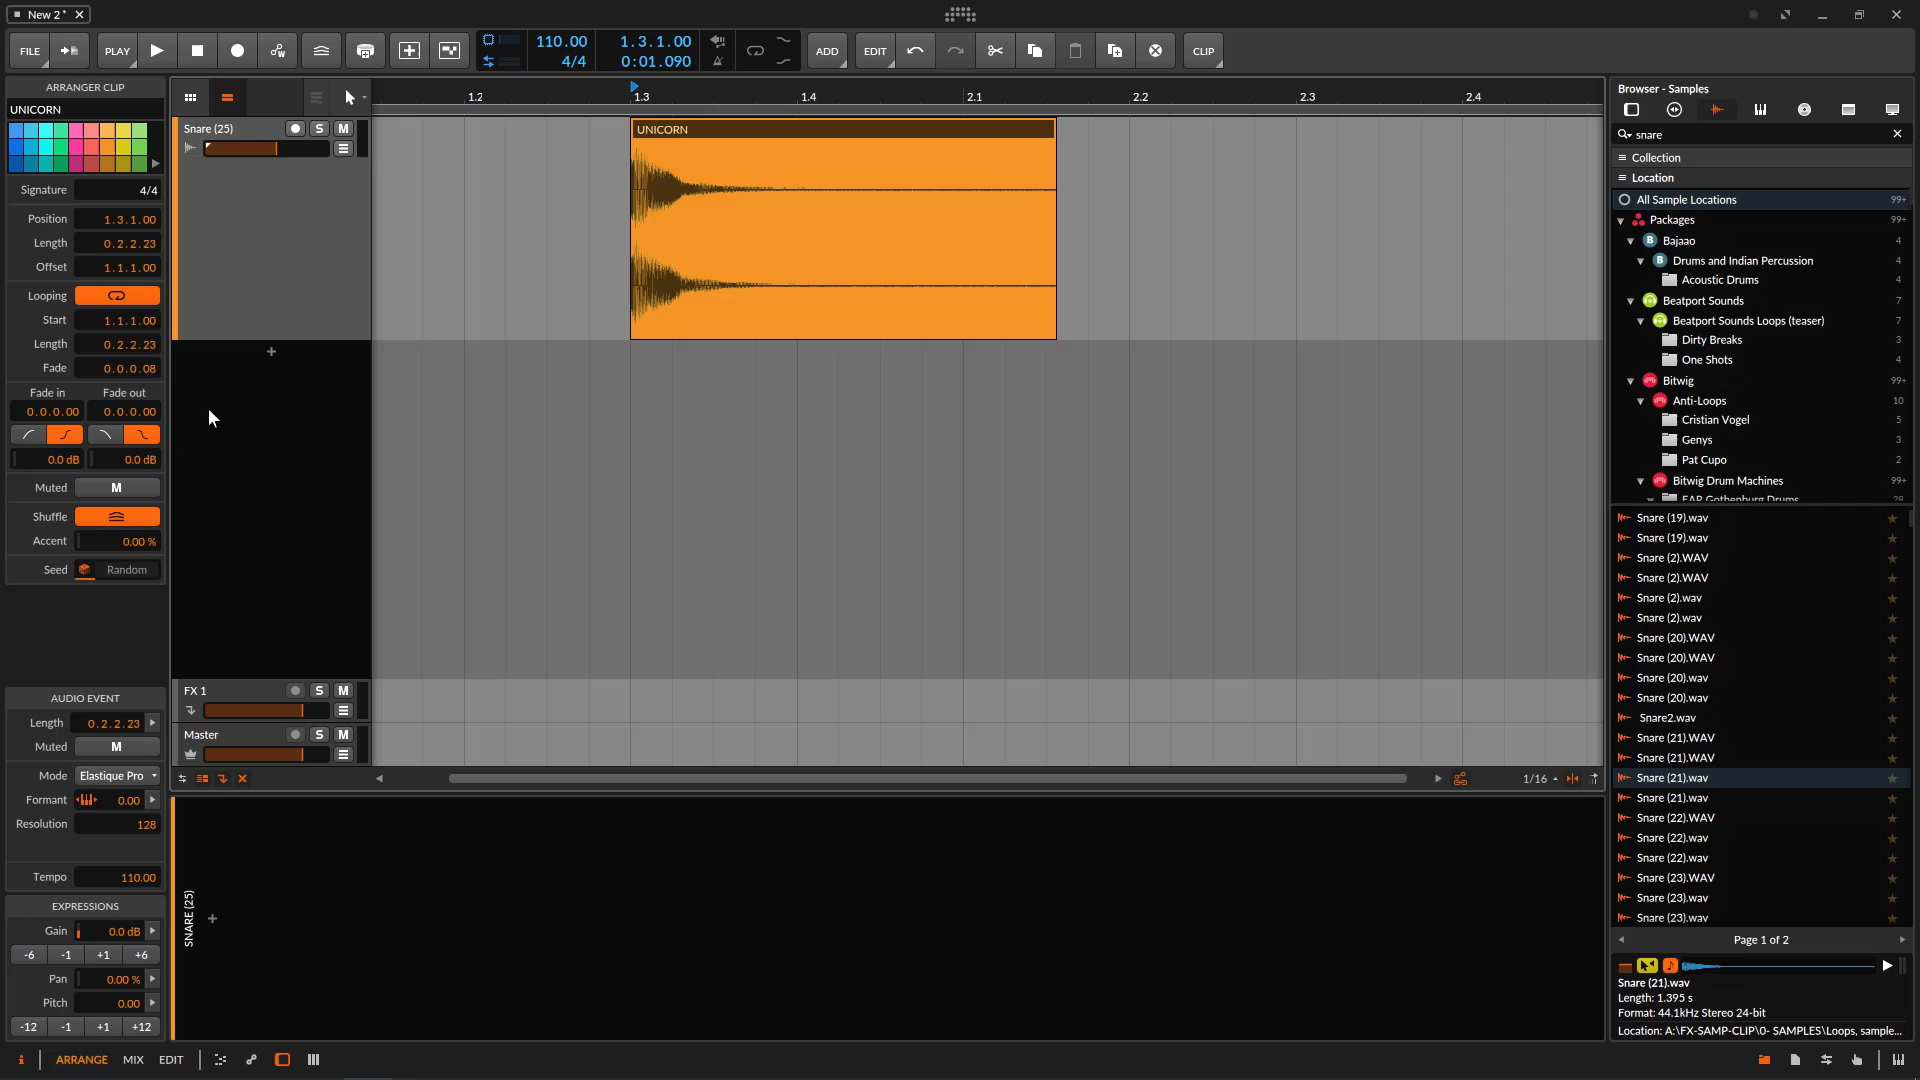 New 2*
FILE
PLAY
110.00
4/4
1.3.1.00
0:01.090
ADD
EDIT
CLIP
ARRANGER CLIP
UNICORN
Signature 4/4
Position 1.3.1.00
Length 0.2.2.23
Offset 1.1.1.00
Looping
Start 1.1.1.00
Length 0.2.2.23
Fade 0.0.0.08
Fade in Fade out
0.0.0.00 0.0.0.00
0.0 dB 0.0 dB
Muted M
Shuffle
Accent 0.00 %
Seed Random
AUDIO EVENT
Length 0.2.2.23
Muted M
Mode Elastique Pro
Formant 0.00
Resolution 128
Tempo 110.00
EXPRESSIONS
Gain 0.0 dB
-6 -1 +1 +6
Pan 0.00 %
Pitch 0.00
-12 -1 +1 +12
1.2 1.3 1.4 2.1 2.2 2.3 2.4
Snare (25) S M
UNICORN
FX 1 S M
Master S M
1/16
SNARE (25)
Browser - Samples
snare
Collection
Location
All Sample Locations 99+
Packages 99+
B Bajaao 4
B Drums and Indian Percussion 4
Acoustic Drums 4
Beatport Sounds 7
Beatport Sounds Loops (teaser) 7
Dirty Breaks 3
One Shots 4
Bitwig 99+
Anti-Loops 10
Cristian Vogel 5
Genys 3
Pat Cupo 2
Bitwig Drum Machines 99+
EAP Gothenburg Drums 28
Snare (19).wav
Snare (19).wav
Snare (2).WAV
Snare (2).WAV
Snare (2).wav
Snare (2).wav
Snare (20).WAV
Snare (20).WAV
Snare (20).wav
Snare (20).wav
Snare2.wav
Snare (21).WAV
Snare (21).WAV
Snare (21).wav
Snare (21).wav
Snare (22).WAV
Snare (22).wav
Snare (22).wav
Snare (23).WAV
Snare (23).wav
Snare (23).wav
Page 1 of 2
Snare (21).wav
Length: 1.395 s
Format: 44.1kHz Stereo 24-bit
Location: A:\FX-SAMP-CLIP\0- SAMPLES\Loops, sample...
i ARRANGE MIX EDIT